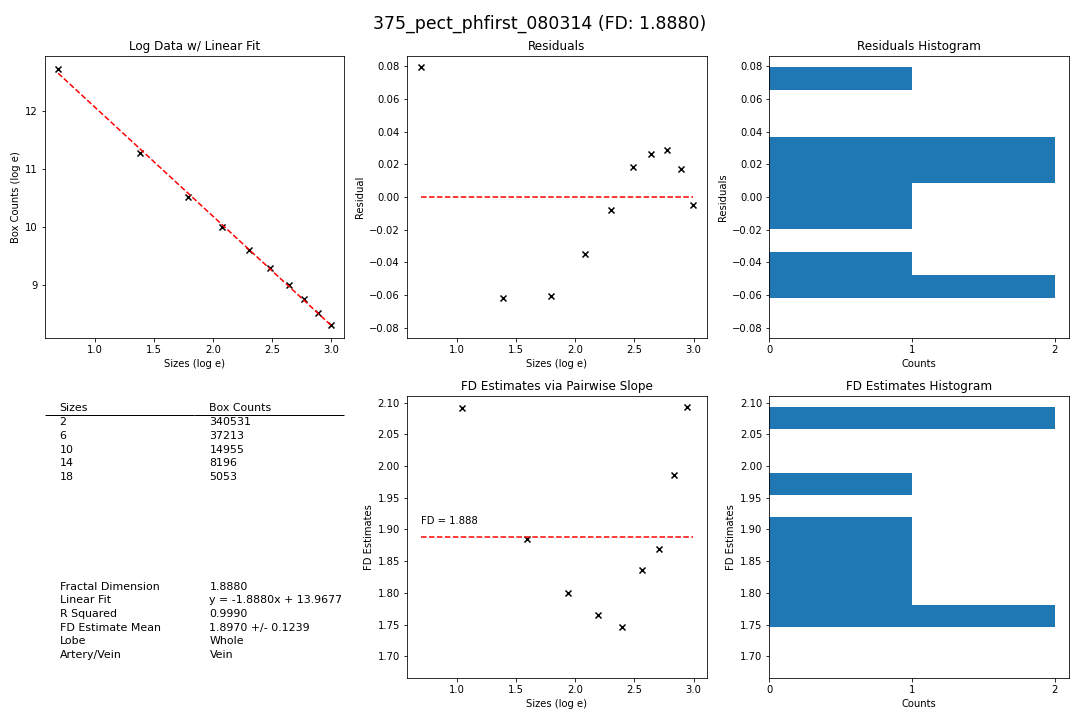 375_pect_phfirst_080314 (FD: 1.8880)
Log Data w/ Linear Fit
12
11
10
9
Box Counts (log e)
1.0 1.5 2.0 2.5 3.0
Sizes (log e)
Residuals
0.08
0.06
0.04
0.02
0.00
−0.02
−0.04
−0.06
−0.08
Residual
1.0 1.5 2.0 2.5 3.0
Sizes (log e)
Residuals Histogram
0.08
0.06
0.04
0.02
0.00
−0.02
−0.04
−0.06
−0.08
Residuals
0 1 2
Counts
Sizes Box Counts
2 340531
6 37213
10 14955
14 8196
18 5053
Fractal Dimension 1.8880
Linear Fit y = -1.8880x + 13.9677
R Squared 0.9990
FD Estimate Mean 1.8970 +/- 0.1239
Lobe Whole
Artery/Vein Vein
FD Estimates via Pairwise Slope
2.10
2.05
2.00
1.95
1.90
1.85
1.80
1.75
1.70
FD Estimates
FD = 1.888
1.0 1.5 2.0 2.5 3.0
Sizes (log e)
FD Estimates Histogram
2.10
2.05
2.00
1.95
1.90
1.85
1.80
1.75
1.70
FD Estimates
0 1 2
Counts